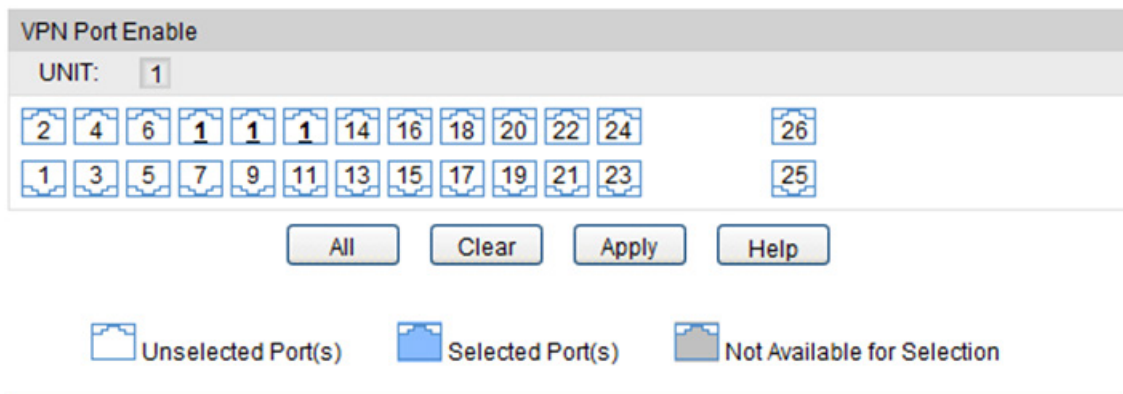 VPN Port Enable
UNIT: 1
2 4 6 1 1 1 14 16 18 20 22 24 26
1 3 5 7 9 11 13 15 17 19 21 23 25
All Clear Apply Help
Unselected Port(s) Selected Port(s) Not Available for Selection